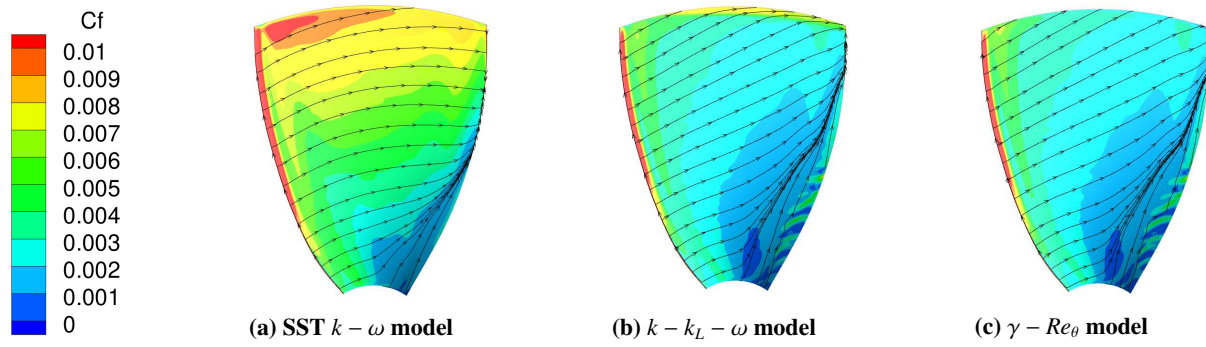 Cf
0.01
0.009
0.008
0.007
0.006
0.005
0.004
0.003
0.002
0.001
0
(a) SST k − ω model
(b) k − k_L − ω model
(c) γ − Re_θ model